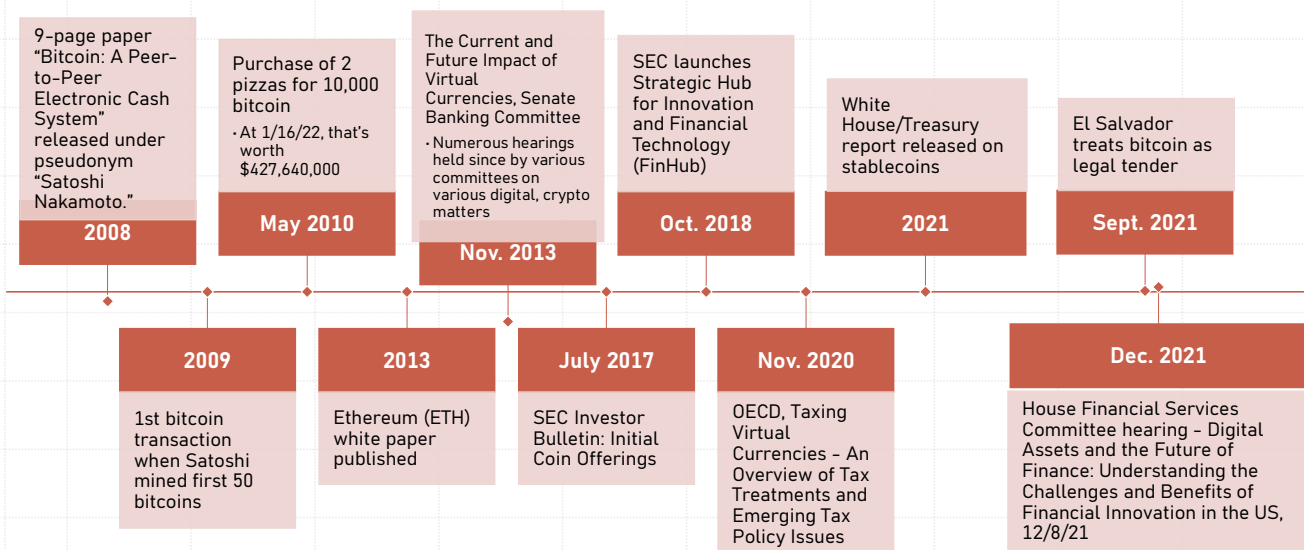 9-page paper
“Bitcoin: A Peer-
to-Peer
Electronic Cash
System”
released under
pseudonym
“Satoshi
Nakamoto.”
2008
1st bitcoin
transaction
when Satoshi
mined first 50
bitcoins
2009
Purchase of 2
pizzas for 10,000
bitcoin
• At 1/16/22, that's
worth
$427,640,000
May 2010
2013
Ethereum (ETH)
white paper
published
The Current and
Future Impact of
Virtual
Currencies, Senate
Banking Committee
• Numerous hearings
held since by various
committees on
various digital, crypto
matters
Nov. 2013
July 2017
SEC Investor
Bulletin: Initial
Coin Offerings
SEC launches
Strategic Hub
for Innovation
and Financial
Technology
(FinHub)
Oct. 2018
Nov. 2020
OECD, Taxing
Virtual
Currencies - An
Overview of Tax
Treatments and
Emerging Tax
Policy Issues
White
House/Treasury
report released on
stablecoins
2021
El Salvador
treats bitcoin as
legal tender
Sept. 2021
Dec. 2021
House Financial Services
Committee hearing - Digital
Assets and the Future of
Finance: Understanding the
Challenges and Benefits of
Financial Innovation in the US,
12/8/21